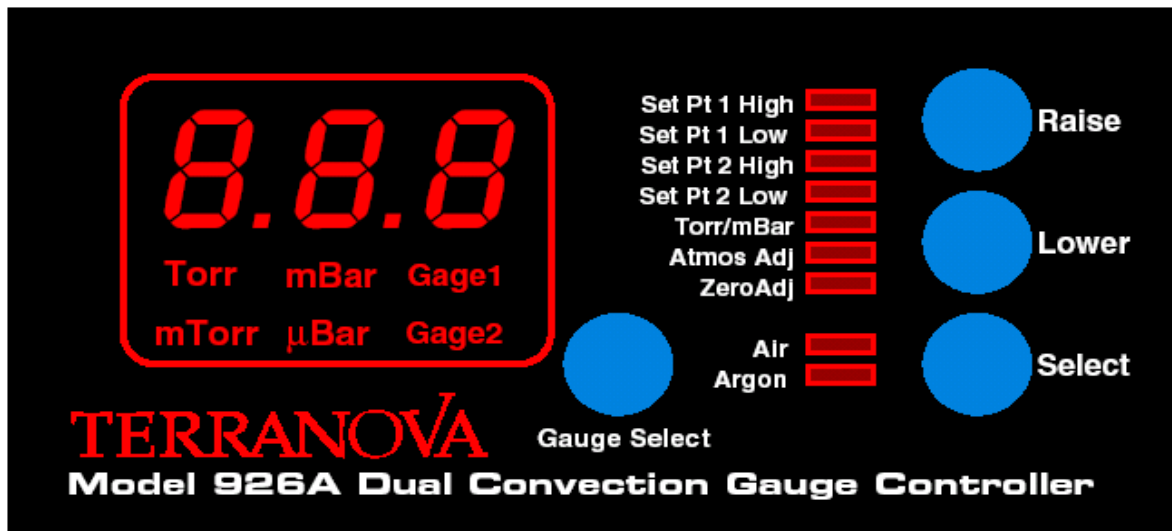 8.8.8
Torr mBar Gage1
mTorr µBar Gage2
Set Pt 1 High
Set Pt 1 Low
Set Pt 2 High
Set Pt 2 Low
Torr/mBar
Atmos Adj
ZeroAdj
Air
Argon
Raise
Lower
Select
Gauge Select
TERRANOVA
Model 926A Dual Convection Gauge Controller